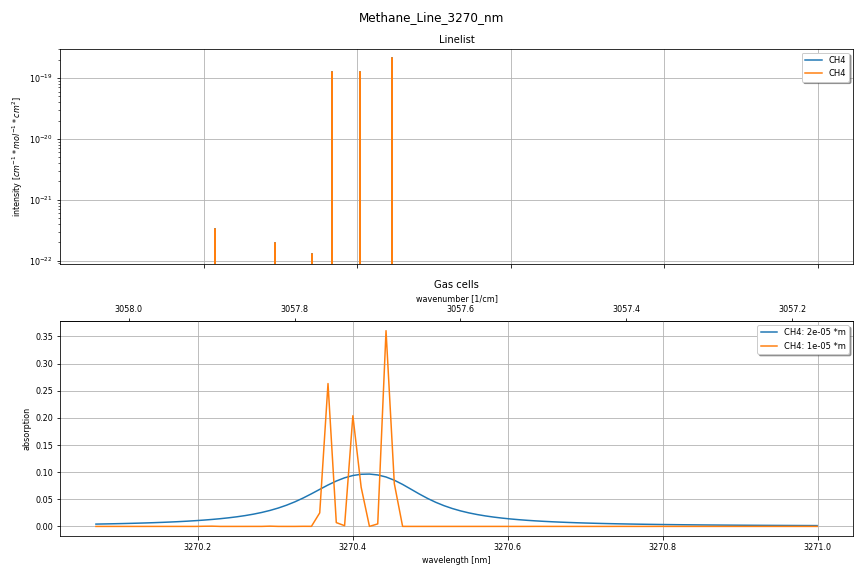 Methane_Line_3270_nm
Linelist
CH4
CH4
intensity [cm⁻¹ * mol⁻¹ * cm²]
10⁻¹⁹
10⁻²⁰
10⁻²¹
10⁻²²
Gas cells
wavenumber [1/cm]
3058.0 3057.8 3057.6 3057.4 3057.2
CH4: 2e-05 *m
CH4: 1e-05 *m
absorption
0.35
0.30
0.25
0.20
0.15
0.10
0.05
0.00
3270.2 3270.4 3270.6 3270.8 3271.0
wavelength [nm]